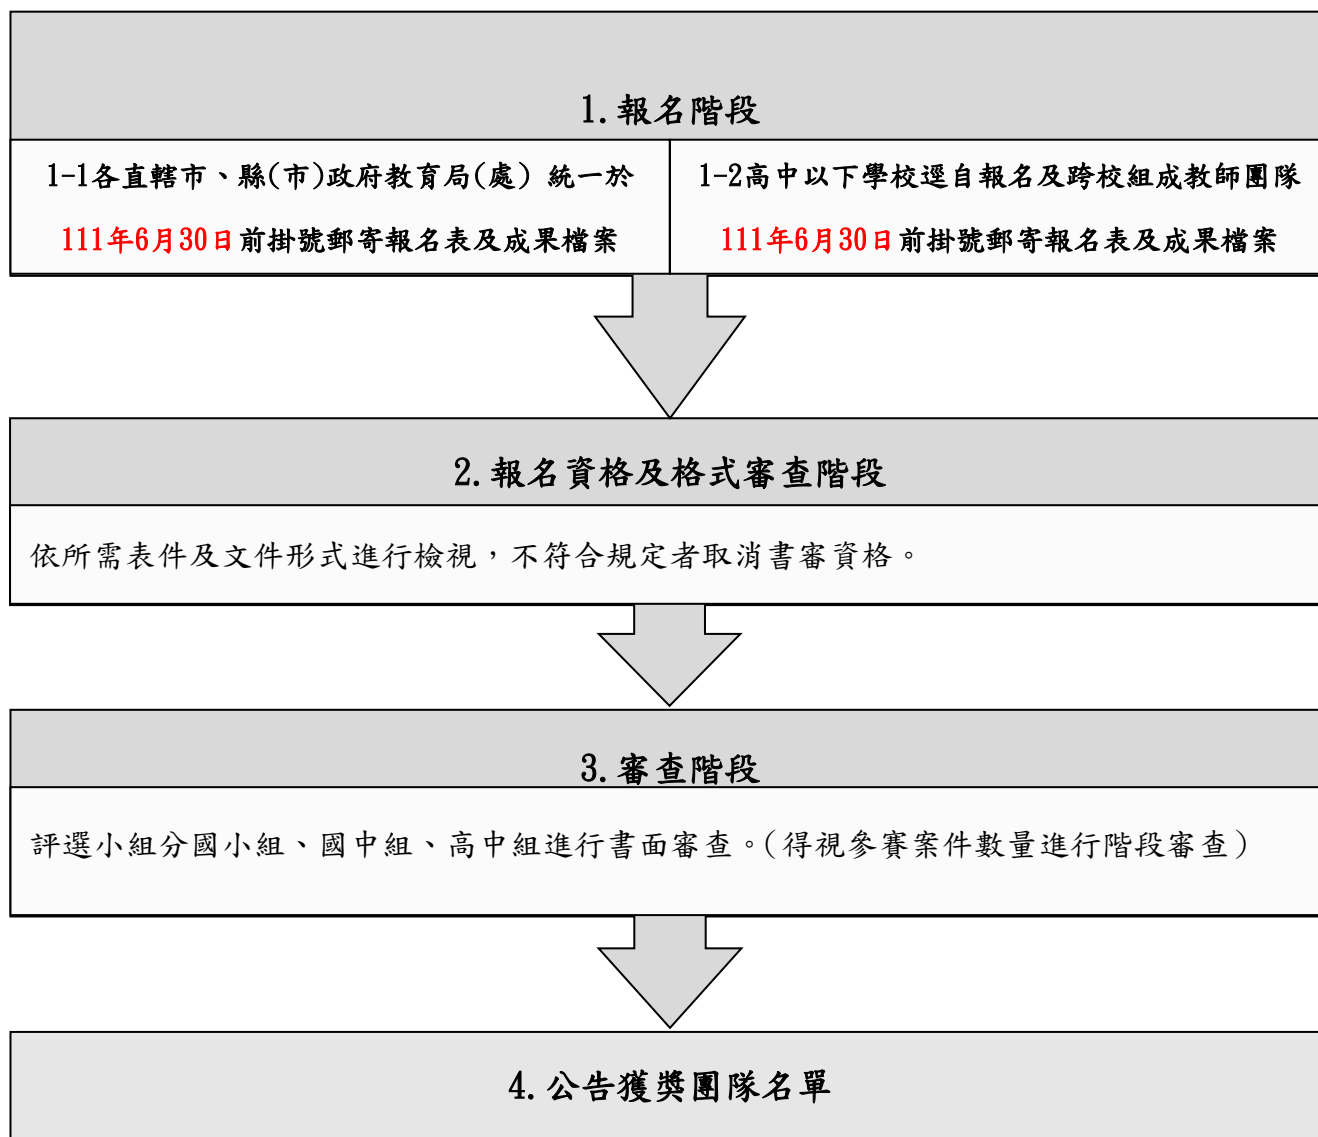 1.報名階段
1-1各直轄市、縣(市)政府教育局(處) 統一於
111年6月30日前掛號郵寄報名表及成果檔案
1-2高中以下學校逕自報名及跨校組成教師團隊
111年6月30日前掛號郵寄報名表及成果檔案
2.報名資格及格式審查階段
依所需表件及文件形式進行檢視，不符合規定者取消書審資格。
3.審查階段
評選小組分國小組、國中組、高中組進行書面審查。(得視參賽案件數量進行階段審查)
4.公告獲獎團隊名單